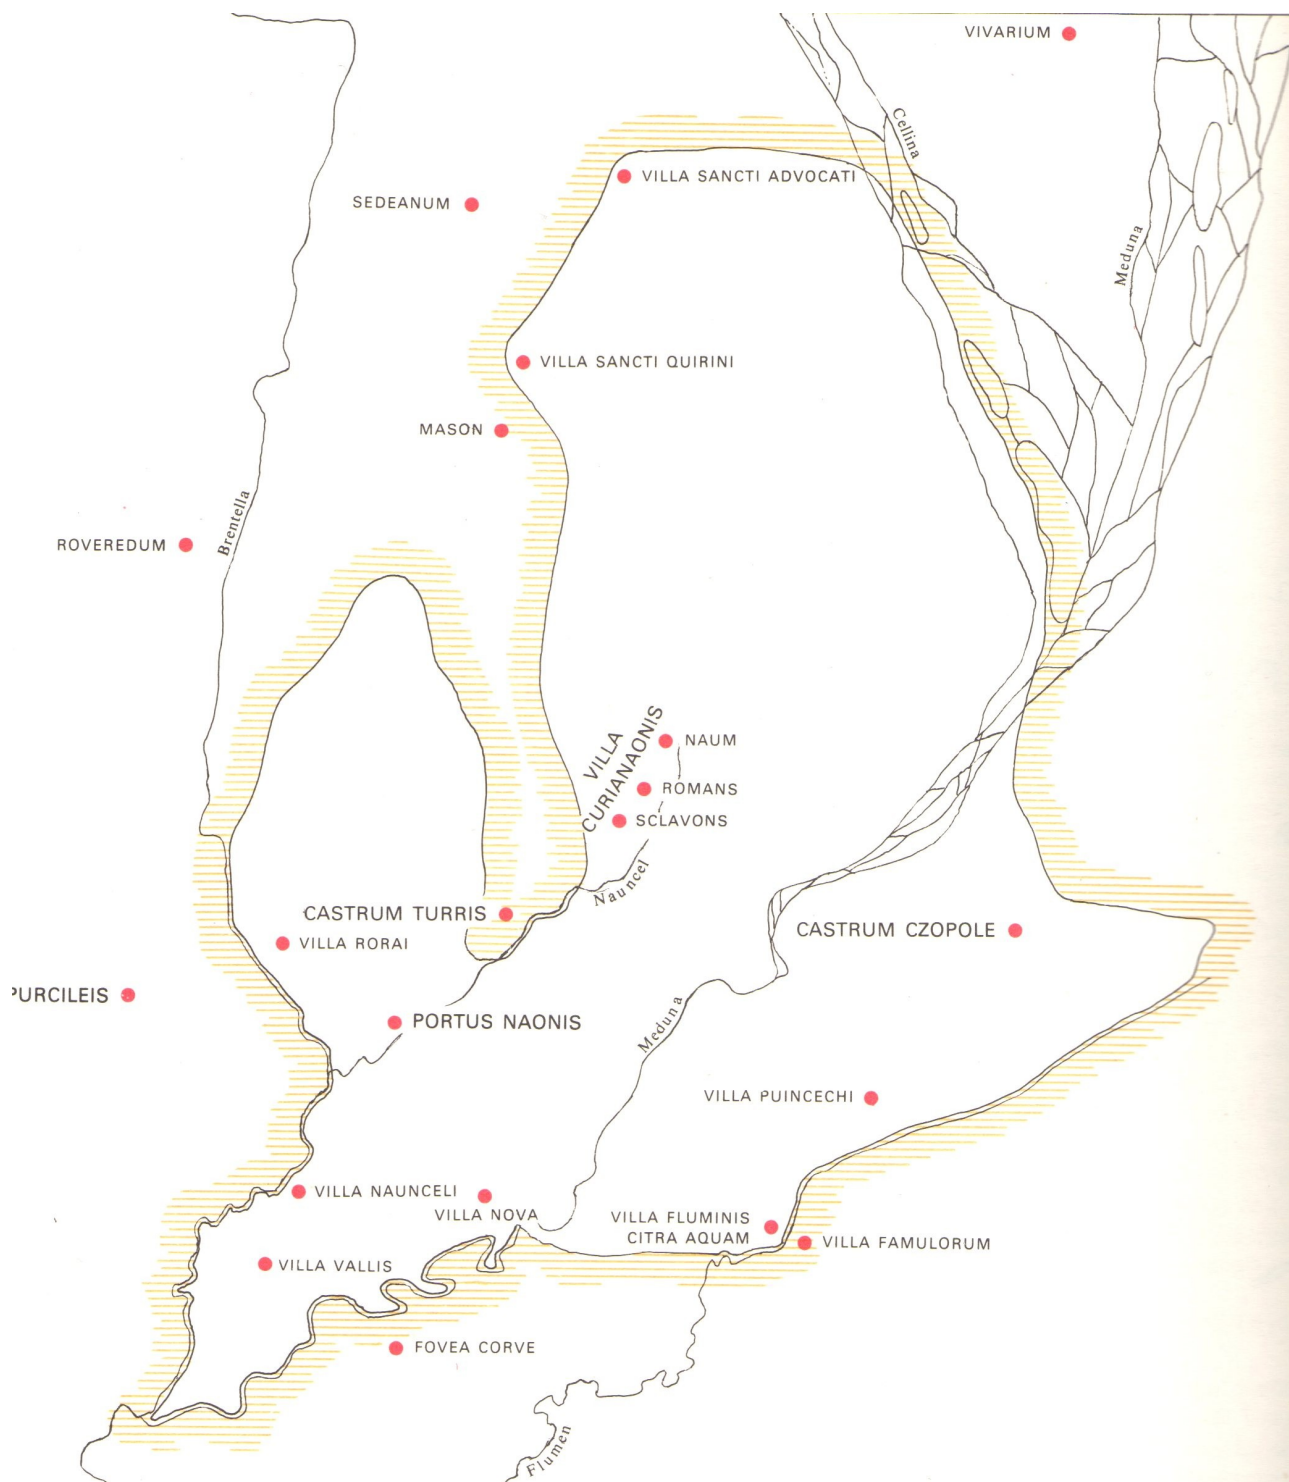 VIVARIUM
Cellina
VILLA SANCTI ADVOCATI
SEDEANUM
Meduna
VILLA SANCTI QUIRINI
MASON
Brentella
ROVEREDUM
VILLA
CURIANAONIS
NAUM
ROMANS
SCLAVONS
Nauncel
CASTRUM TURRIS
VILLA RORAI
CASTRUM CZOPOLE
PURCILEIS
PORTUS NAONIS
Meduna
VILLA PUINCECHI
VILLA NAUNCELI
VILLA NOVA
VILLA FLUMINIS
CITRA AQUAM
VILLA FAMULORUM
VILLA VALLIS
FOVEA CORVE
Flumen